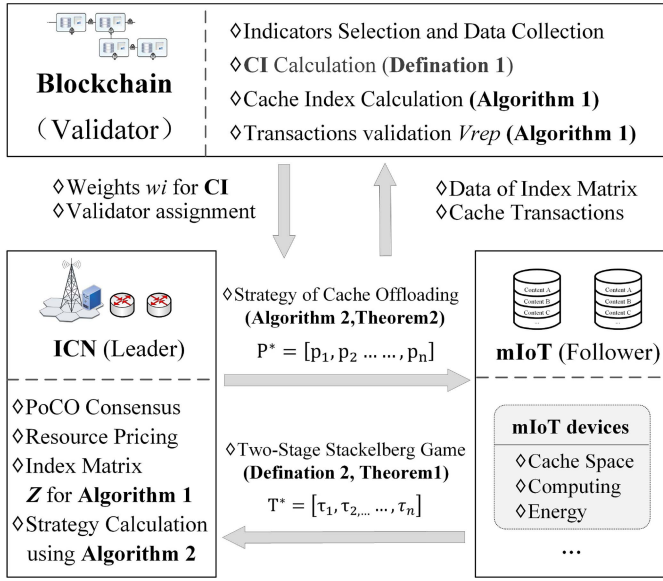 Blockchain
(Validator)
◊Indicators Selection and Data Collection
◊CI Calculation (Defination 1)
◊Cache Index Calculation (Algorithm 1)
◊Transactions validation Vrep (Algorithm 1)
◊Weights wi for CI
◊Validator assignment
◊Data of Index Matrix
◊Cache Transactions
ICN (Leader)
◊PoCO Consensus
◊Resource Pricing
◊Index Matrix
Z for Algorithm 1
◊Strategy Calculation
using Algorithm 2
◊Strategy of Cache Offloading
(Algorithm 2,Theorem2)
P* = [p₁, p₂ … … , pₙ]
◊Two-Stage Stackelberg Game
(Defination 2, Theorem1)
T* = [τ₁, τ₂,… … , τₙ]
Content A
Content B
Content C
...
Content A
Content B
Content C
...
mIoT (Follower)
mIoT devices
◊Cache Space
◊Computing
◊Energy
...